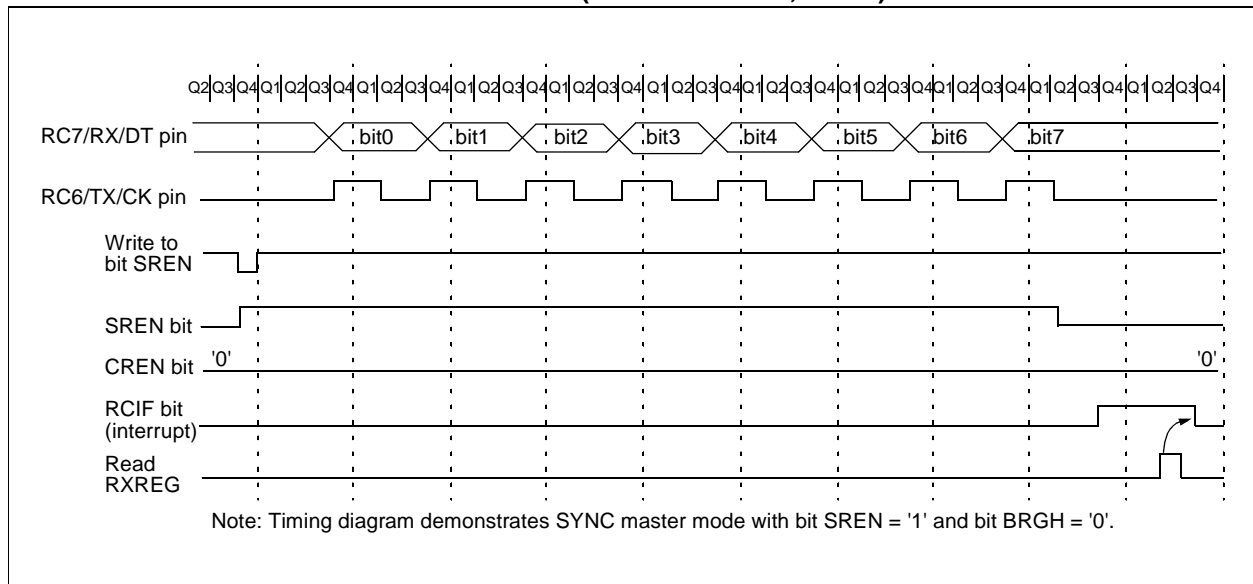 Q2 Q3 Q4 Q1 Q2 Q3 Q4 Q1 Q2 Q3 Q4 Q1 Q2 Q3 Q4 Q1 Q2 Q3 Q4 Q1 Q2 Q3 Q4 Q1 Q2 Q3 Q4 Q1 Q2 Q3 Q4 Q1 Q2 Q3 Q4 Q1 Q2 Q3 Q4 Q1 Q2 Q3 Q4
RC7/RX/DT pin bit0 bit1 bit2 bit3 bit4 bit5 bit6 bit7
RC6/TX/CK pin
Write to
bit SREN
SREN bit
CREN bit '0' '0'
RCIF bit
(interrupt)
Read
RXREG
Note: Timing diagram demonstrates SYNC master mode with bit SREN = '1' and bit BRGH = '0'.